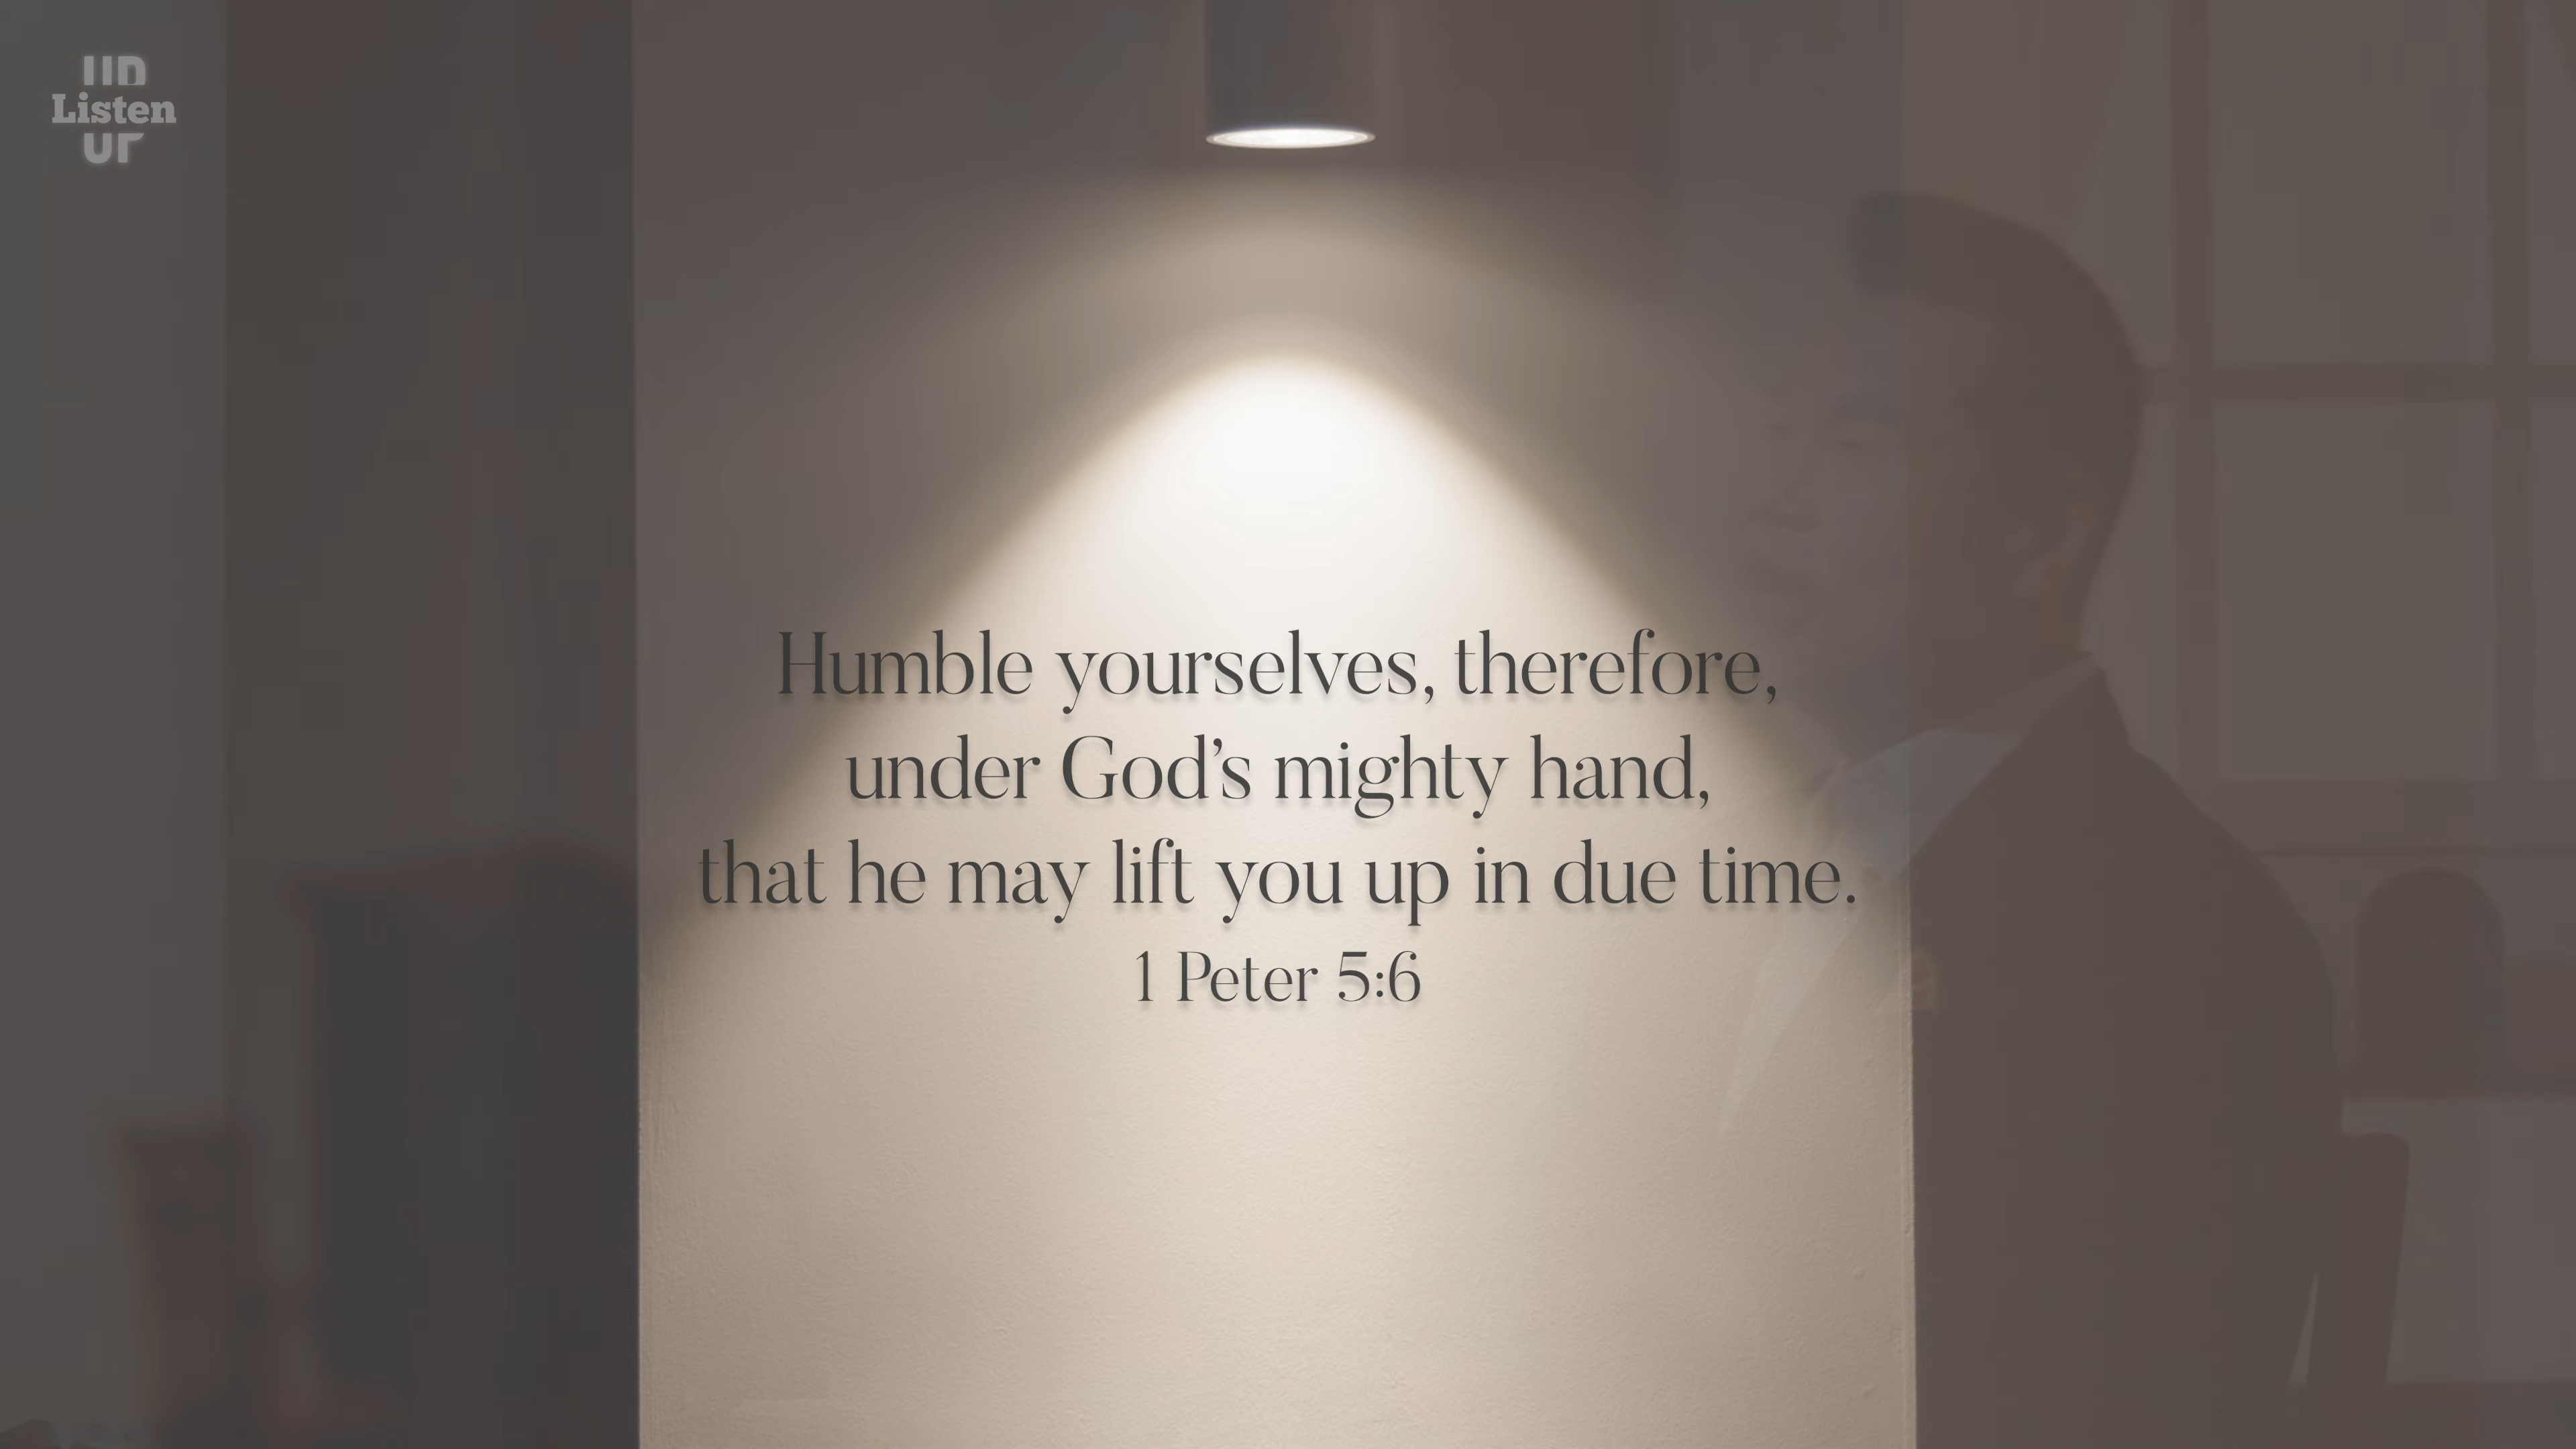 UP
Listen
UP
Humble yourselves, therefore,
under God’s mighty hand,
that he may lift you up in due time.
1 Peter 5:6